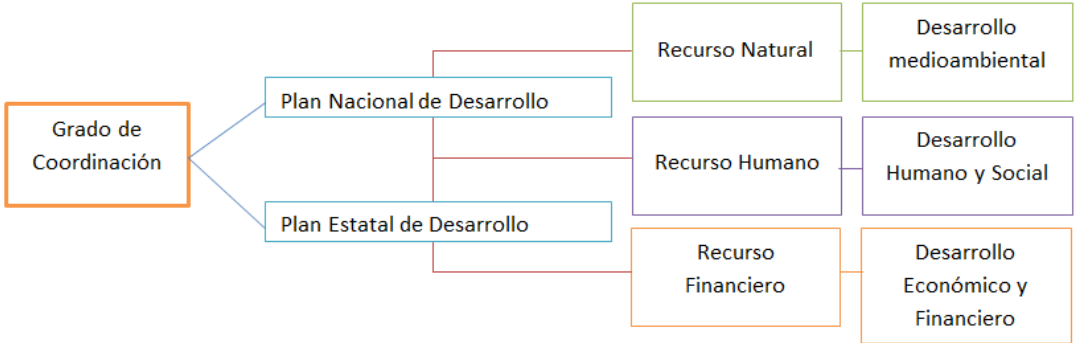 Grado de
Coordinación
Plan Nacional de Desarrollo
Plan Estatal de Desarrollo
Recurso Natural
Desarrollo
medioambiental
Recurso Humano
Desarrollo
Humano y Social
Recurso
Financiero
Desarrollo
Económico y
Financiero